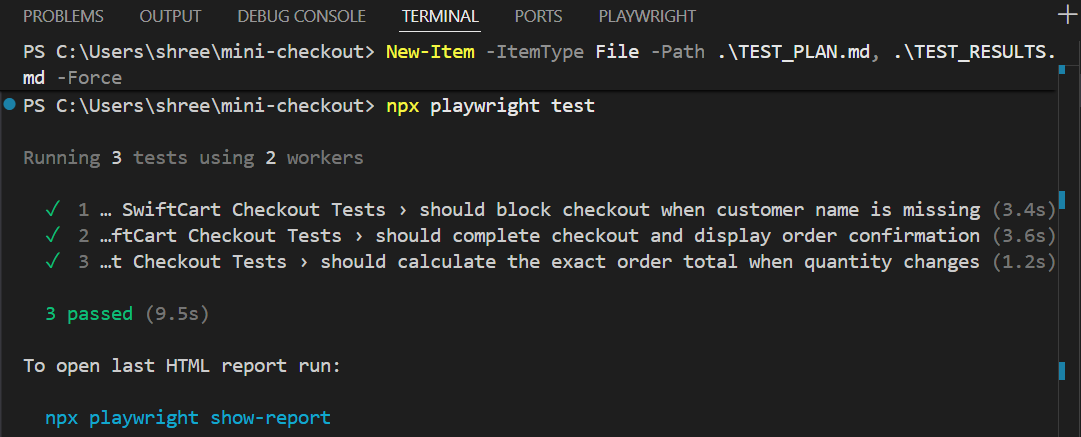 PROBLEMS OUTPUT DEBUG CONSOLE TERMINAL PORTS PLAYWRIGHT
PS C:\Users\shree\mini-checkout> New-Item -ItemType File -Path .\TEST_PLAN.md, .\TEST_RESULTS.
md -Force
PS C:\Users\shree\mini-checkout> npx playwright test
Running 3 tests using 2 workers
✓ 1 … SwiftCart Checkout Tests › should block checkout when customer name is missing (3.4s)
✓ 2 …ftCart Checkout Tests › should complete checkout and display order confirmation (3.6s)
✓ 3 …t Checkout Tests › should calculate the exact order total when quantity changes (1.2s)
3 passed (9.5s)
To open last HTML report run:
npx playwright show-report